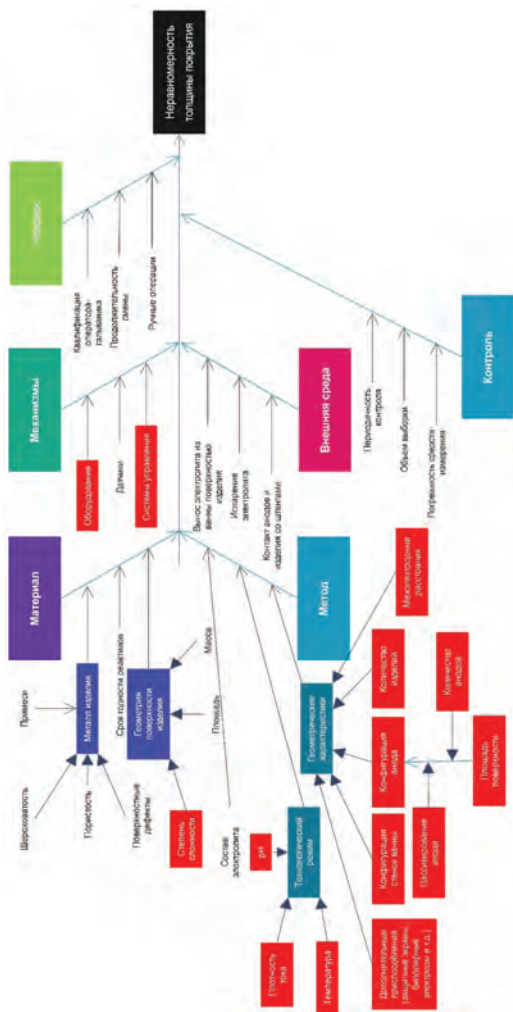 Материал
Механизмы
Неравномерность
толщины покрытия
Примеси
Шероховатость
Пористость
Поверхностные
дефекты
Металл изделия
Срок годности реактивов
Геометрия
поверхности
изделия
Масса
Площадь
Степень
сложности
Состав
электролита
Оборудование
Датчики
Системы управления
Квалификация
оператора-
гальваника
Продолжительность
смены
Ручные операции
Вынос электролита из
ванны поверхностью
изделия
Испарение электролита
Контакт анодов и
изделия со штангами
Периодичность
контроля
Объем выборки
Погрешность средств
измерения
Метод
Внешняя среда
Контроль
pH
Плотность
тока
Температура
Технологический
режим
Геометрические
характеристики
Дополнительные
приспособления
(защитные экраны,
биполярные
электроды и т.д.)
Конфигурация
стенок ванны
Конфигурация
анода
Количество
изделий
Межэлектродные
расстояния
Пассивирование
анода
Площадь
поверхности
Количество
анодов